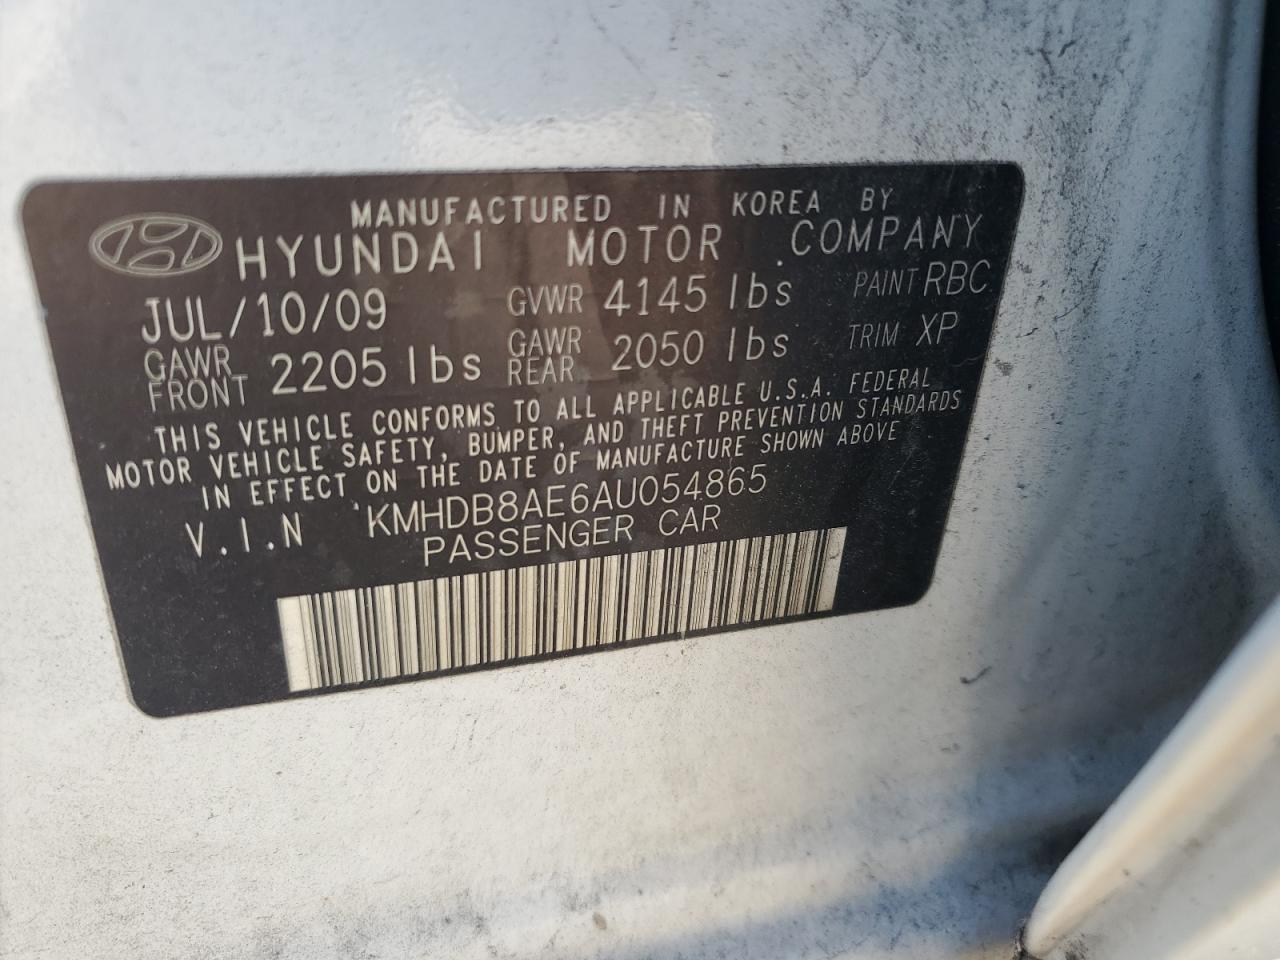 MANUFACTURED IN KOREA BY
HYUNDAI MOTOR COMPANY
JUL/10/09 GVWR 4145 lbs PAINT RBC
GAWR FRONT 2205 lbs GAWR REAR 2050 lbs TRIM XP
THIS VEHICLE CONFORMS TO ALL APPLICABLE U.S.A. FEDERAL
MOTOR VEHICLE SAFETY, BUMPER, AND THEFT PREVENTION STANDARDS
IN EFFECT ON THE DATE OF MANUFACTURE SHOWN ABOVE
V.I.N KMHDB8AE6AU054865
PASSENGER CAR